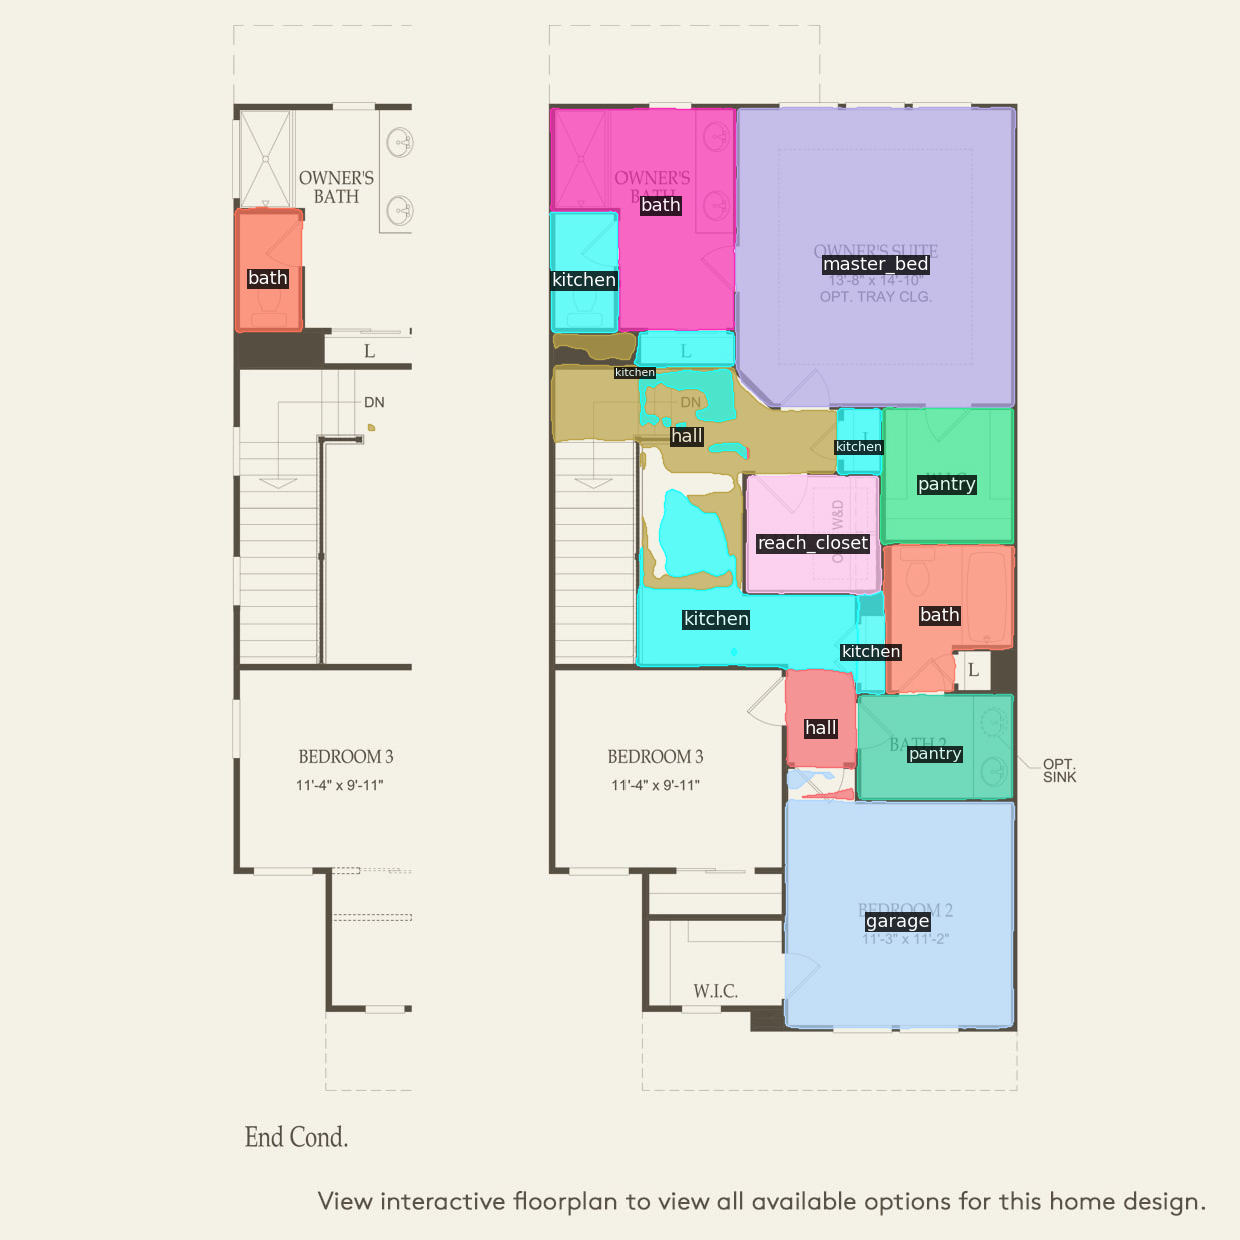 OWNER'S
BATH
bath
L
DN
BEDROOM 3
11'-4" x 9'-11"
End Cond.
OWNER'S
bath
kitchen
OWNER'S SUITE
master_bed
13'-8" x 14'-10"
OPT. TRAY CLG.
L
kitchen
DN
hall
kitchen
pantry
W&D
reach_closet
kitchen
bath
kitchen
L
hall
BATH 2
pantry
OPT.
SINK
BEDROOM 3
11'-4" x 9'-11"
BEDROOM 2
garage
11'-3" x 11'-2"
W.I.C.
View interactive floorplan to view all available options for this home design.